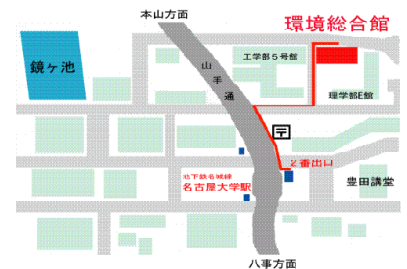 本山方面
環境総合館
工学部5号館
鏡ヶ池
山手通
理学部E館
〒
2番出口
地下鉄名城線
名古屋大学駅
豊田講堂
八事方面